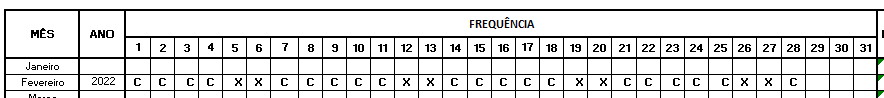 MÊS ANO FREQUÊNCIA
1 2 3 4 5 6 7 8 9 10 11 12 13 14 15 16 17 18 19 20 21 22 23 24 25 26 27 28 29 30 31
Janeiro
Fevereiro 2022 C C C C X X C C C C C X X C C C C C X X C C C C C X X C